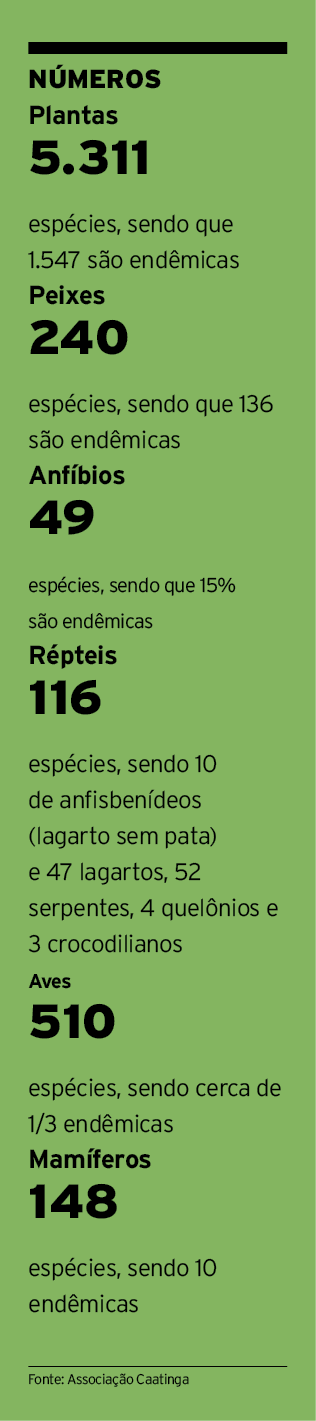 NÚMEROS
Plantas
5.311
espécies, sendo que
1.547 são endêmicas
Peixes
240
espécies, sendo que 136
são endêmicas
Anfíbios
49
espécies, sendo que 15%
são endêmicas
Répteis
116
espécies, sendo 10
de anfisbenídeos
(lagarto sem pata)
e 47 lagartos, 52
serpentes, 4 quelônios e
3 crocodilianos
Aves
510
espécies, sendo cerca de
1/3 endêmicas
Mamíferos
148
espécies, sendo 10
endêmicas
Fonte: Associação Caatinga